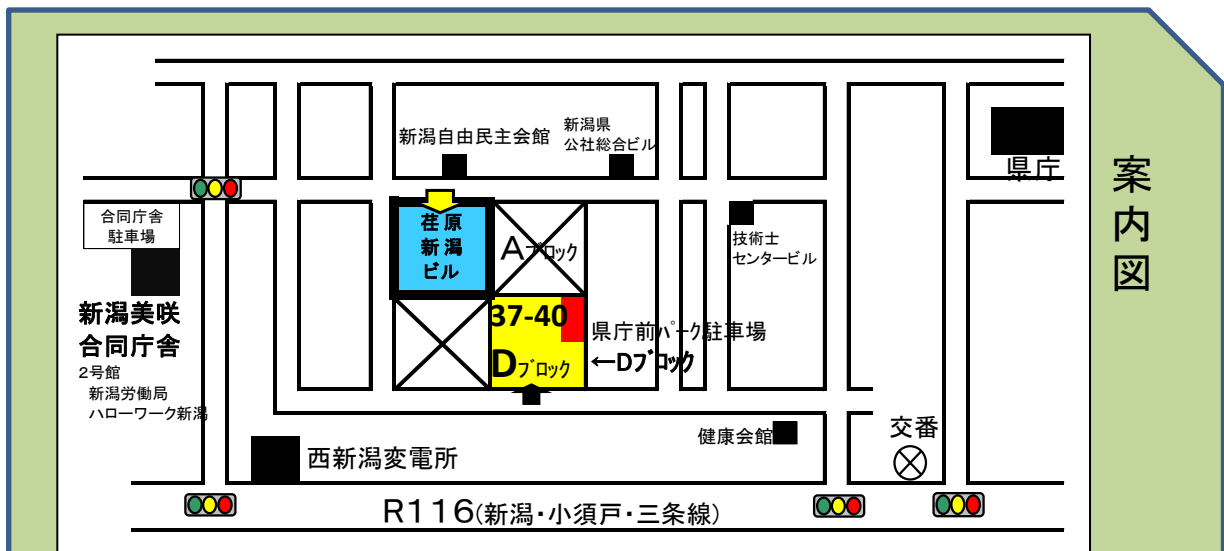 案内図
新潟自由民主会館
新潟県
公社総合ビル
県庁
合同庁舎
駐車場
荏原
新潟
ビル
Aブロック
技術士
センタービル
新潟美咲
合同庁舎
2号館
新潟労働局
ハローワーク新潟
37-40
Dブロック
県庁前パーク駐車場
←Dブロック
健康会館
交番
西新潟変電所
R116(新潟・小須戸・三条線)